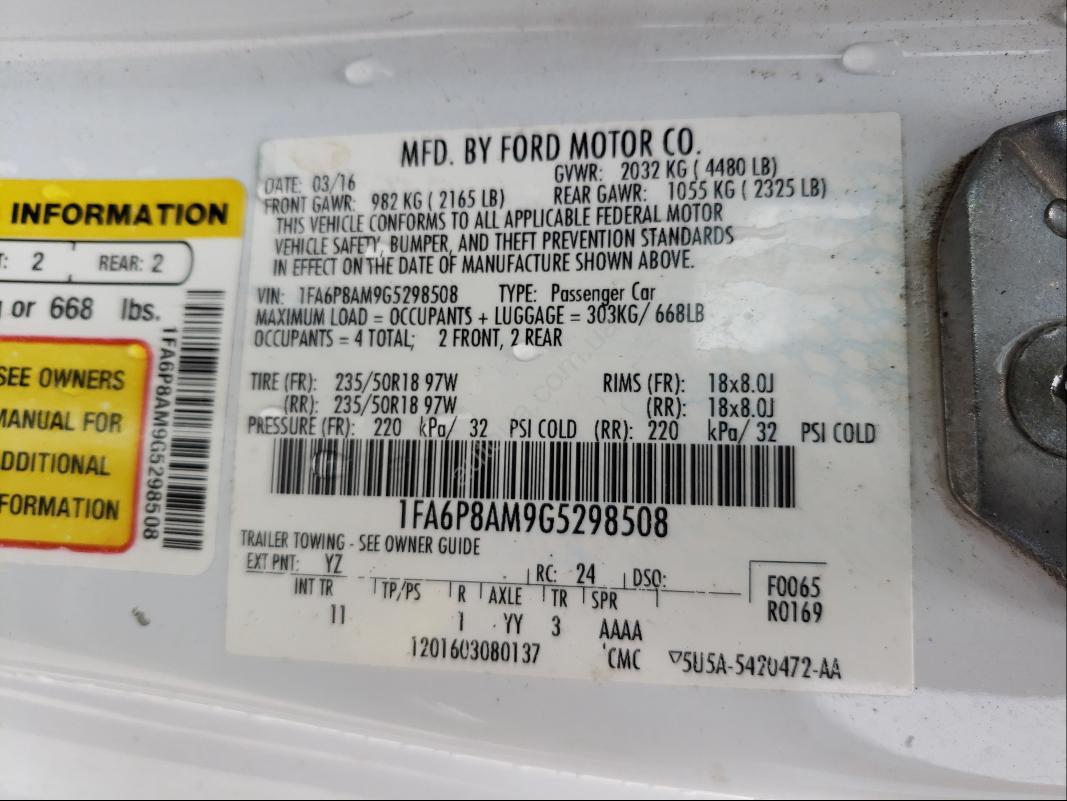 INFORMATION
2 REAR: 2
or 668 lbs.
SEE OWNERS
MANUAL FOR
ADDITIONAL
INFORMATION
1FA6P8AM9G5298508
MFD. BY FORD MOTOR CO.
DATE: 03/16 GVWR: 2032 KG ( 4480 LB)
FRONT GAWR: 982 KG ( 2165 LB) REAR GAWR: 1055 KG ( 2325 LB)
THIS VEHICLE CONFORMS TO ALL APPLICABLE FEDERAL MOTOR
VEHICLE SAFETY, BUMPER, AND THEFT PREVENTION STANDARDS
IN EFFECT ON THE DATE OF MANUFACTURE SHOWN ABOVE.
VIN: 1FA6P8AM9G5298508 TYPE: Passenger Car
MAXIMUM LOAD = OCCUPANTS + LUGGAGE = 303KG/ 668LB
OCCUPANTS = 4 TOTAL; 2 FRONT, 2 REAR
TIRE (FR): 235/50R18 97W RIMS (FR): 18x8.0J
(RR): 235/50R18 97W (RR): 18x8.0J
PRESSURE (FR): 220 kPa/ 32 PSI COLD (RR): 220 kPa/ 32 PSI COLD
1FA6P8AM9G5298508
TRAILER TOWING - SEE OWNER GUIDE
EXT PNT: YZ RC: 24 DSO:
INT TR TP/PS R AXLE TR SPR F0065
11 1 YY 3 AAAA R0169
1201603080137 CMC ▽5U5A-5420472-AA